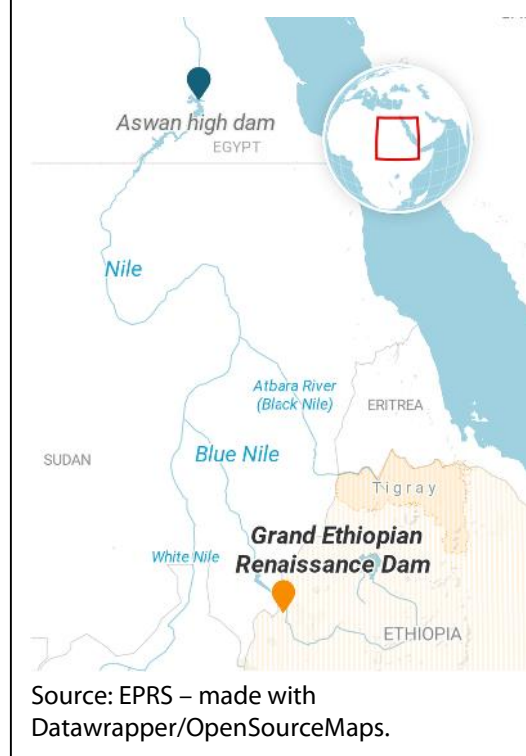 Aswan high dam
EGYPT
Nile
Atbara River
(Black Nile)
ERITREA
SUDAN
Blue Nile
Tigray
Grand Ethiopian
Renaissance Dam
White Nile
ETHIOPIA
Source: EPRS – made with
Datawrapper/OpenSourceMaps.